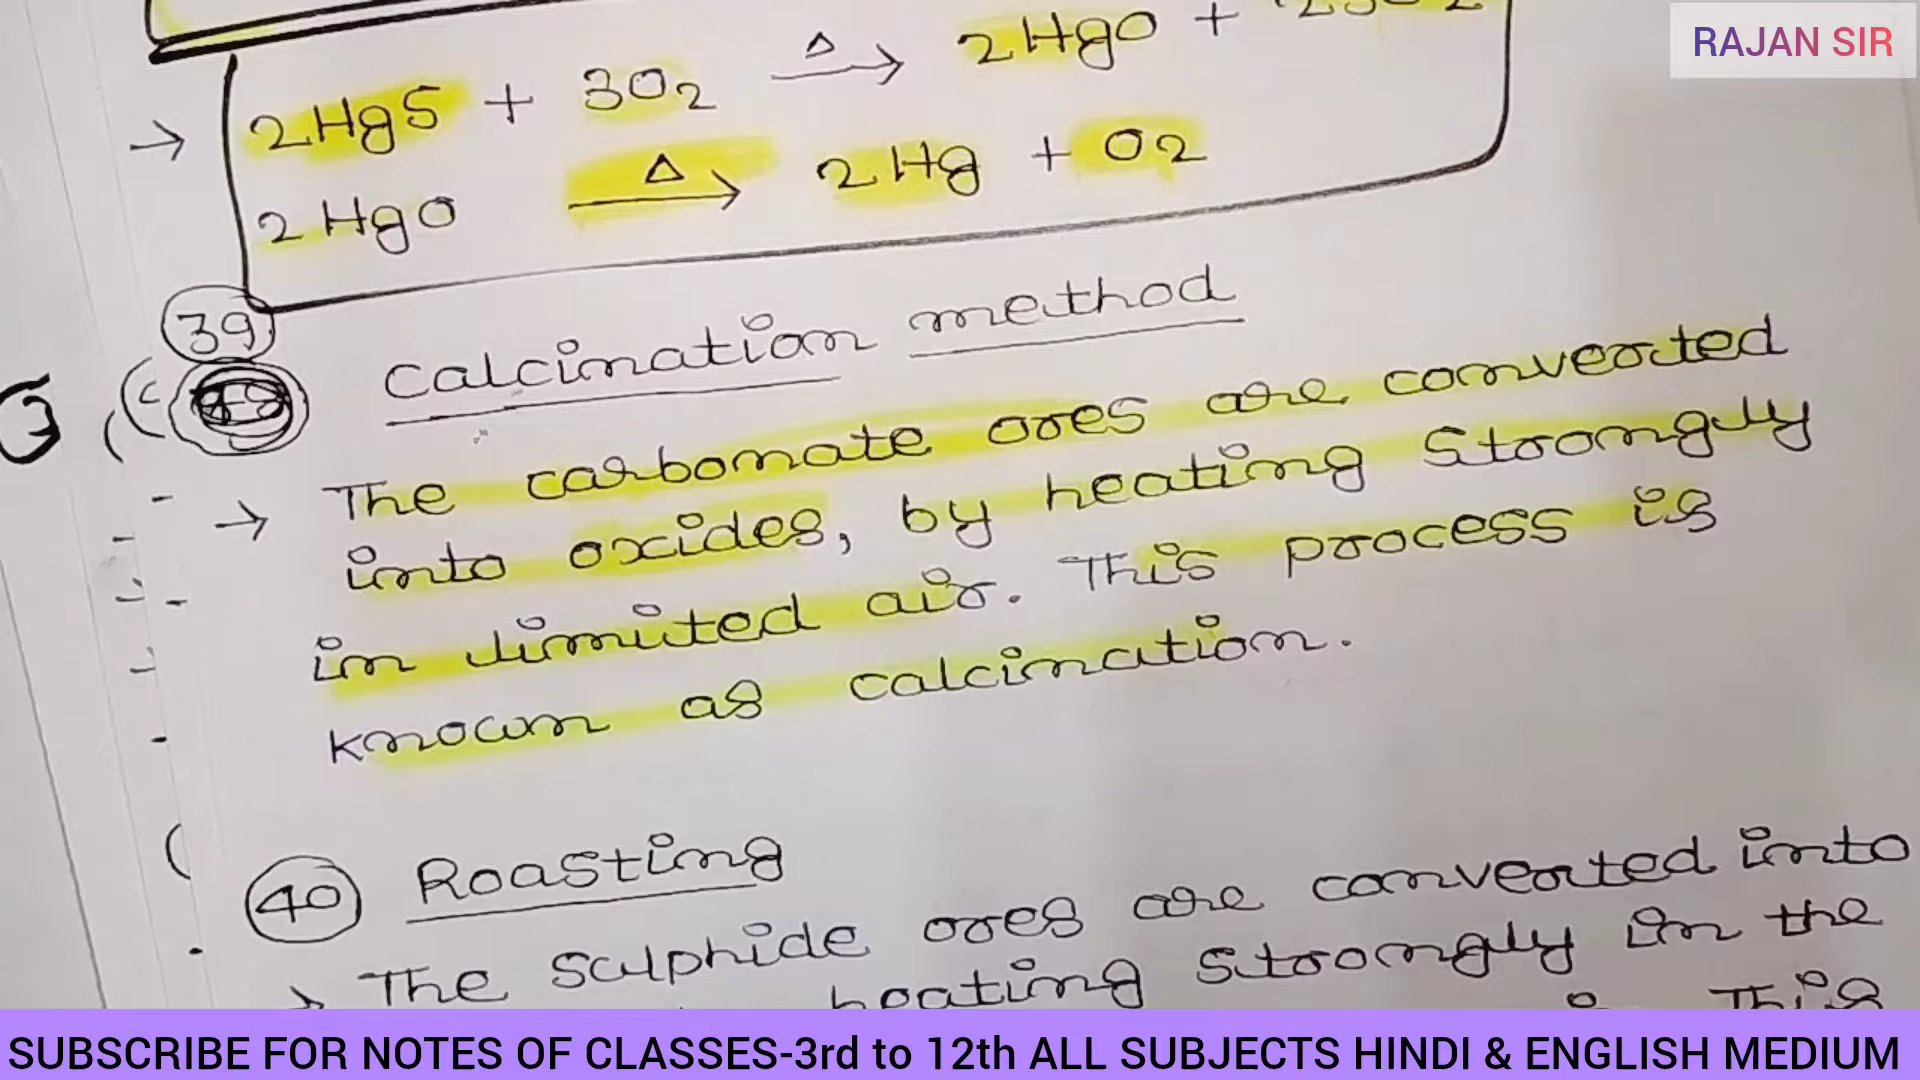 RAJAN SIR
→ 2HgS + 3O2 △→ 2HgO + 2SO2
2HgO △→ 2Hg + O2
39
Calcination method
→ The carbonate ores are converted
into oxides, by heating Strongly
in limited air. This process is
known as calcination.
40 Roasting
→ The Sulphide ores are converted into
heating Strongly in the
This
SUBSCRIBE FOR NOTES OF CLASSES-3rd to 12th ALL SUBJECTS HINDI & ENGLISH MEDIUM